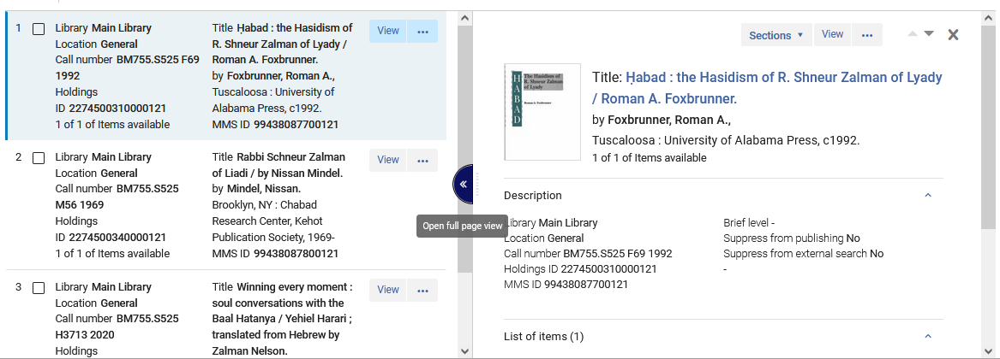 1
Library Main Library
Location General
Call number BM755.S525 F69
1992
Holdings
ID 2274500310000121
1 of 1 of Items available
Title Ḥabad : the Hasidism of
R. Shneur Zalman of Lyady /
Roman A. Foxbrunner.
by Foxbrunner, Roman A.,
Tuscaloosa : University of
Alabama Press, c1992.
MMS ID 99438087700121
View
...
2
Library Main Library
Location General
Call number BM755.S525
M56 1969
Holdings
ID 2274500340000121
1 of 1 of Items available
Title Rabbi Schneur Zalman
of Liadi / by Nissan Mindel.
by Mindel, Nissan.
Brooklyn, NY : Chabad
Research Center, Kehot
Publication Society, 1969-
MMS ID 99438087800121
View
...
3
Library Main Library
Location General
Call number BM755.S525
H3713 2020
Holdings
Title Winning every moment :
soul conversations with the
Baal Hatanya / Yehiel Harari ;
translated from Hebrew by
Zalman Nelson.
View
...
«
Open full page view
Sections
View
...
HABAD
The Hasidism of
R. Shneur Zalman
of Lyady
Roman A. Foxbrunner
Title: Ḥabad : the Hasidism of R. Shneur Zalman of Lyady
/ Roman A. Foxbrunner.
by Foxbrunner, Roman A.,
Tuscaloosa : University of Alabama Press, c1992.
1 of 1 of Items available
Description
Library Main Library
Location General
Call number BM755.S525 F69 1992
Holdings ID 2274500310000121
MMS ID 99438087700121
Brief level -
Suppress from publishing No
Suppress from external search No
-
List of items (1)